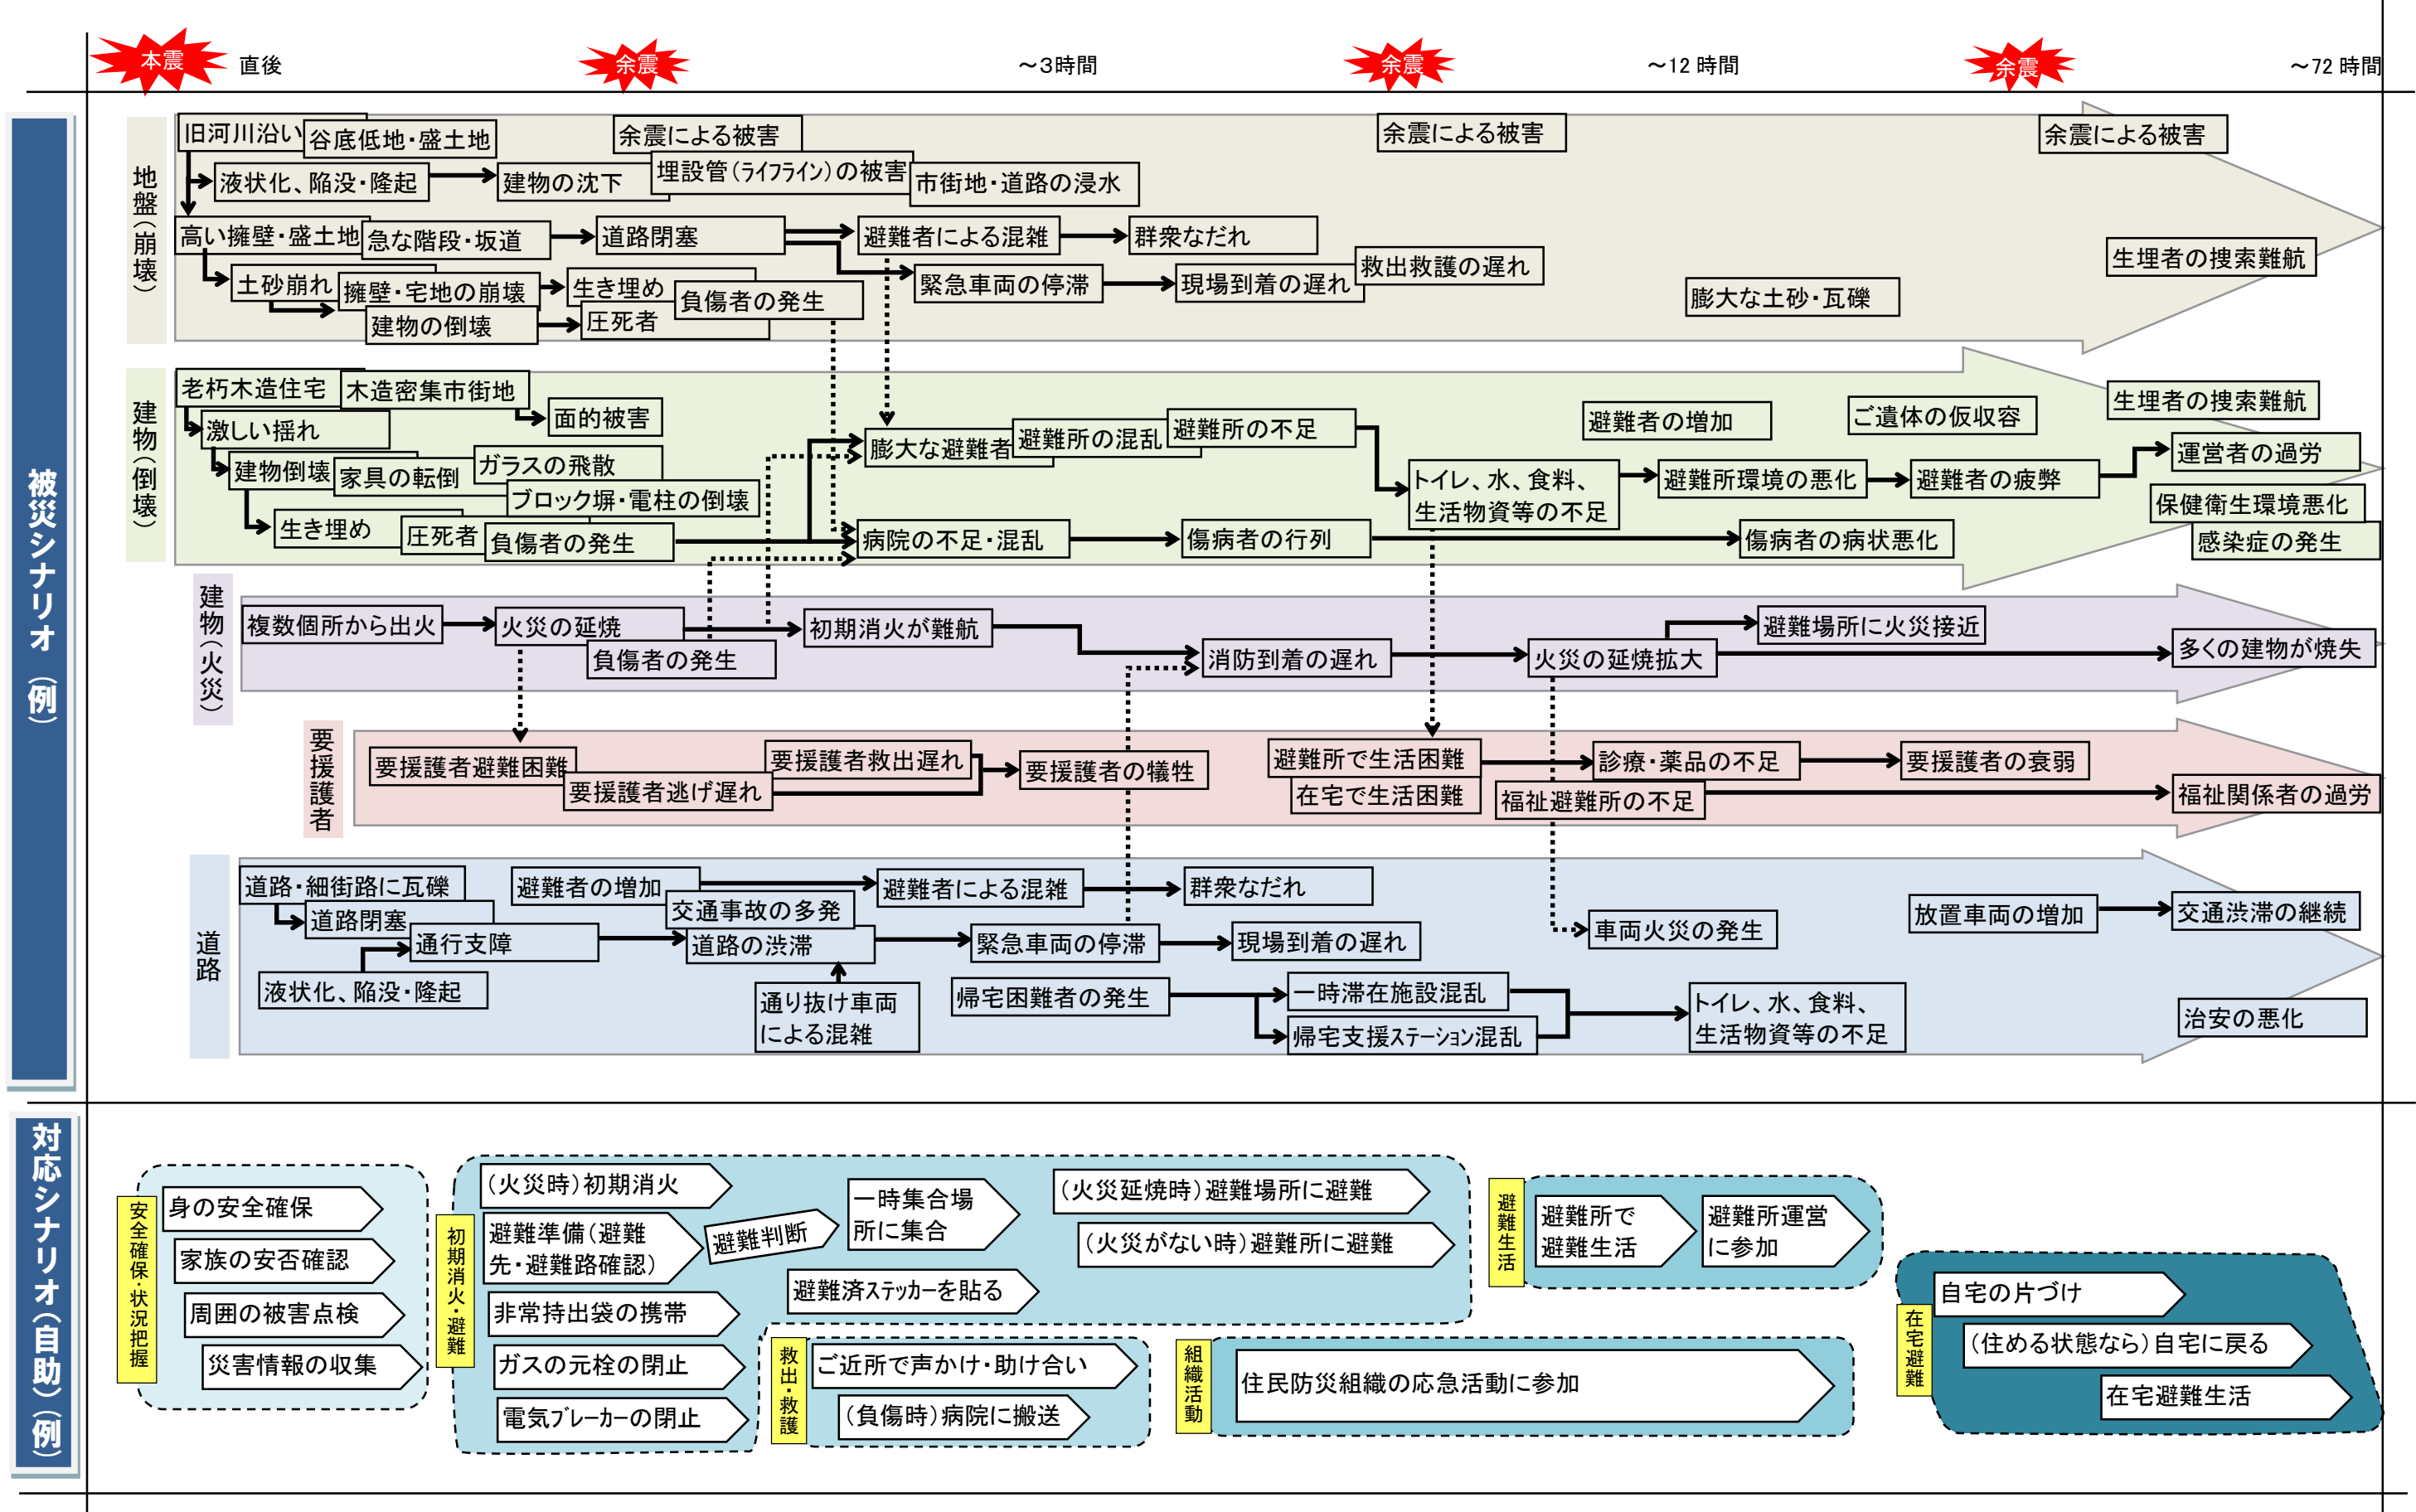 本震
直後
余震
～3時間
余震
～12 時間
余震
～72 時間
被災シナリオ （例）
地盤（崩壊）
旧河川沿い
谷底低地・盛土地
余震による被害
余震による被害
余震による被害
液状化、陥没・隆起
建物の沈下
埋設管（ﾗｲﾌﾗｲﾝ）の被害
市街地・道路の浸水
高い擁壁・盛土地
急な階段・坂道
道路閉塞
避難者による混雑
群衆なだれ
土砂崩れ
擁壁・宅地の崩壊
生き埋め
負傷者の発生
緊急車両の停滞
現場到着の遅れ
救出救護の遅れ
膨大な土砂・瓦礫
生埋者の捜索難航
建物の倒壊
圧死者
建物（倒壊）
老朽木造住宅
木造密集市街地
面的被害
激しい揺れ
建物倒壊
家具の転倒
ガラスの飛散
ブロック塀・電柱の倒壊
生き埋め
圧死者
負傷者の発生
膨大な避難者
避難所の混乱
避難所の不足
トイレ、水、食料、
生活物資等の不足
避難者の増加
避難所環境の悪化
ご遺体の仮収容
避難者の疲弊
生埋者の捜索難航
運営者の過労
保健衛生環境悪化
感染症の発生
病院の不足・混乱
傷病者の行列
傷病者の病状悪化
建物（火災）
複数個所から出火
火災の延焼
負傷者の発生
初期消火が難航
消防到着の遅れ
火災の延焼拡大
避難場所に火災接近
多くの建物が焼失
要援護者
要援護者避難困難
要援護者救出遅れ
要援護者逃げ遅れ
要援護者の犠牲
避難所で生活困難
在宅で生活困難
診療・薬品の不足
福祉避難所の不足
要援護者の衰弱
福祉関係者の過労
道路
道路・細街路に瓦礫
道路閉塞
通行支障
液状化、陥没・隆起
避難者の増加
交通事故の多発
道路の渋滞
通り抜け車両
による混雑
避難者による混雑
群衆なだれ
緊急車両の停滞
現場到着の遅れ
帰宅困難者の発生
一時滞在施設混乱
帰宅支援ｽﾃｰｼｮﾝ混乱
車両火災の発生
トイレ、水、食料、
生活物資等の不足
放置車両の増加
交通渋滞の継続
治安の悪化
対応シナリオ（自助）（例）
安全確保・状況把握
身の安全確保
家族の安否確認
周囲の被害点検
災害情報の収集
初期消火・避難
（火災時）初期消火
避難準備（避難
先・避難路確認）
非常持出袋の携帯
ガスの元栓の閉止
電気ﾌﾞﾚｰｶｰの閉止
避難判断
一時集合場
所に集合
避難済ｽﾃｯｶｰを貼る
（火災延焼時）避難場所に避難
（火災がない時）避難所に避難
救出・救護
ご近所で声かけ・助け合い
（負傷時）病院に搬送
組織活動
住民防災組織の応急活動に参加
避難生活
避難所で
避難生活
避難所運営
に参加
在宅避難
自宅の片づけ
（住める状態なら）自宅に戻る
在宅避難生活